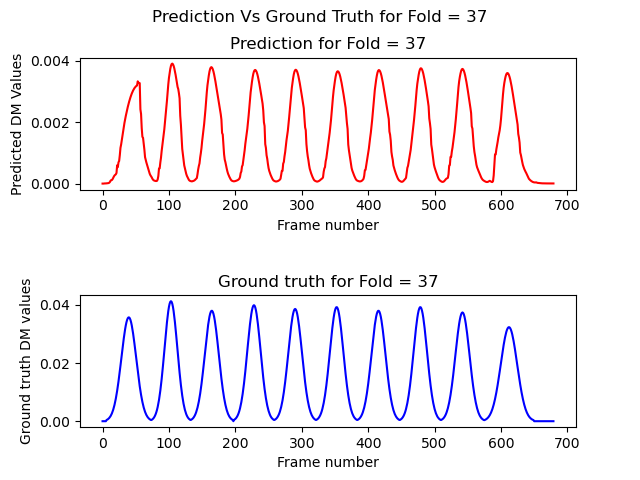 Prediction Vs Ground Truth for Fold = 37
Prediction for Fold = 37
Predicted DM Values
0.004
0.002
0.000
0 100 200 300 400 500 600 700
Frame number
Ground truth for Fold = 37
Ground truth DM values
0.04
0.02
0.00
0 100 200 300 400 500 600 700
Frame number